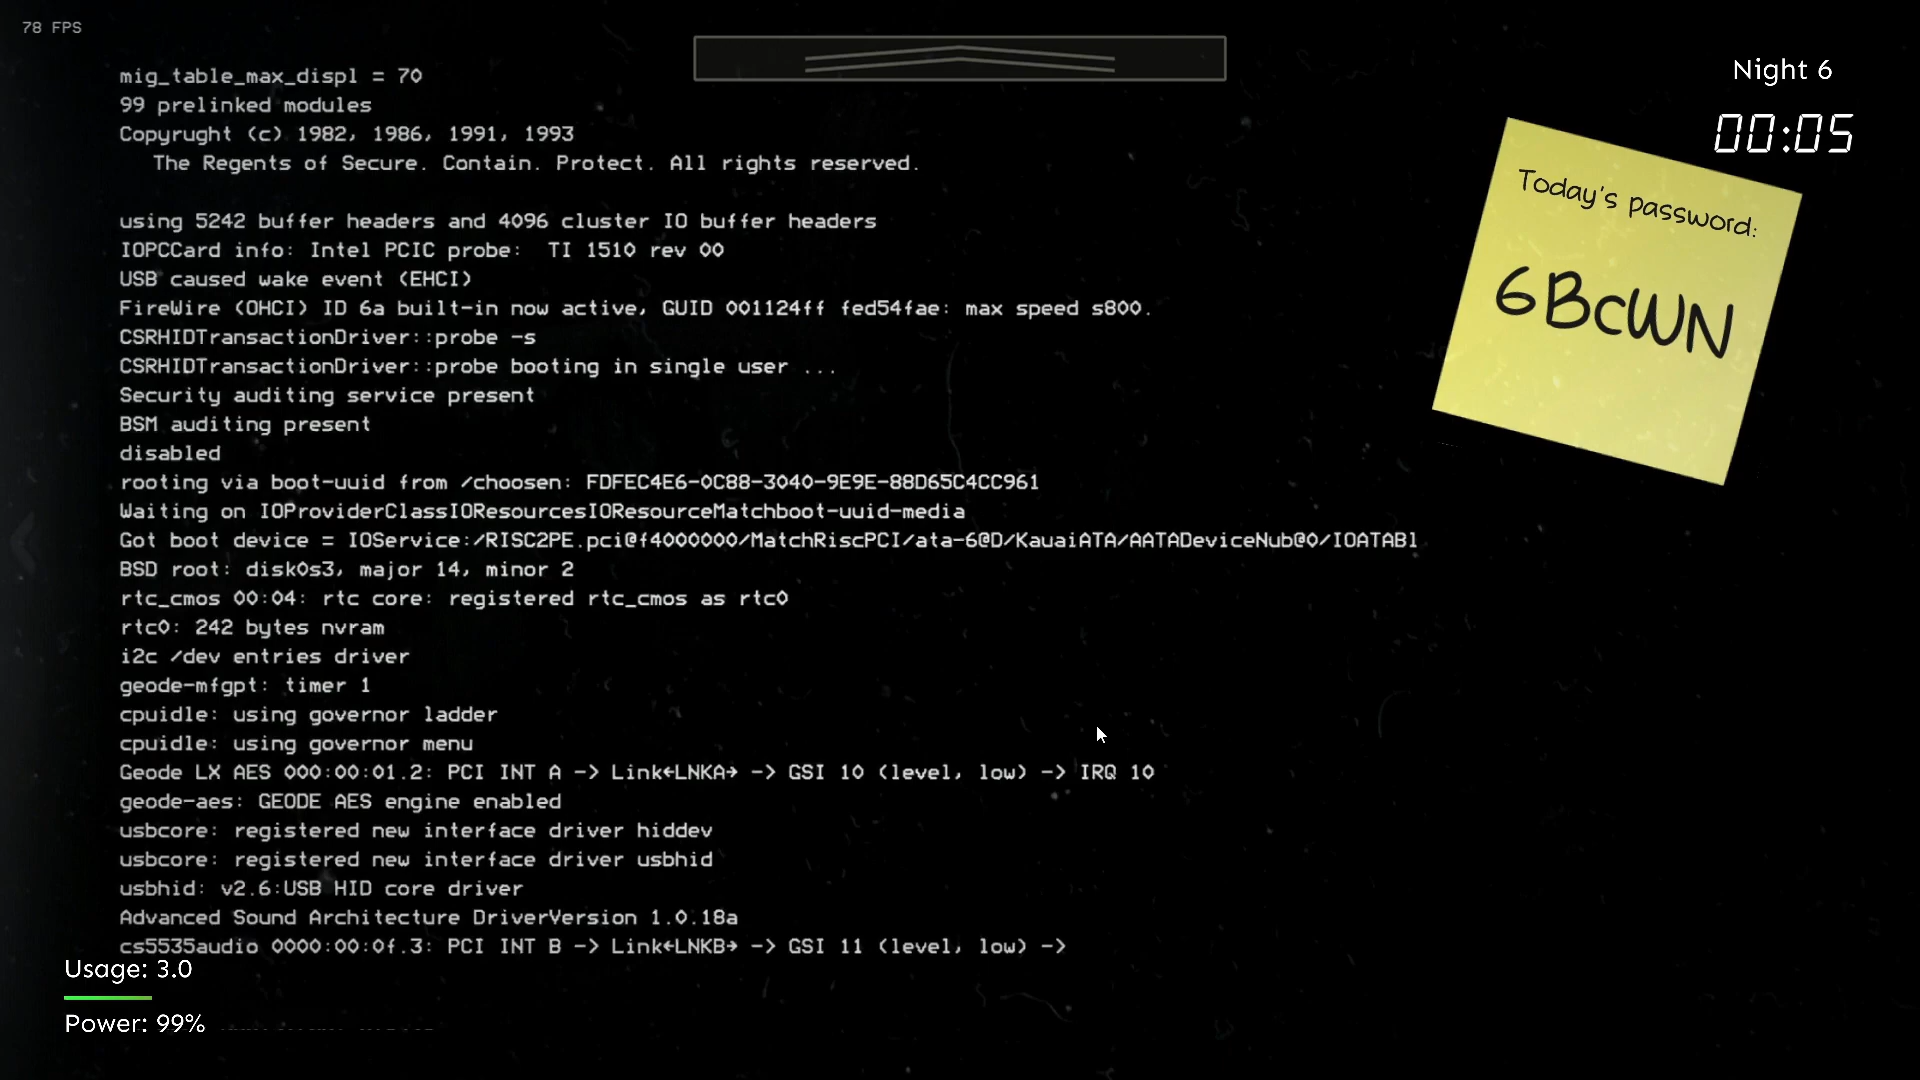 78 FPS
mig_table_max_displ = 70
99 prelinked modules
Copyrught (c) 1982, 1986, 1991, 1993
The Regents of Secure. Contain. Protect. All rights reserved.
using 5242 buffer headers and 4096 cluster IO buffer headers
IOPCCard info: Intel PCIC probe: TI 1510 rev 00
USB caused wake event (EHCI)
FireWire (OHCI) ID 6a built-in now active, GUID 001124ff fed54fae: max speed s800.
CSRHIDTransactionDriver::probe -s
CSRHIDTransactionDriver::probe booting in single user ...
Security auditing service present
BSM auditing present
disabled
rooting via boot-uuid from /choosen: FDFEC4E6-0C88-3040-9E9E-88D65C4CC961
Waiting on IOProviderClassIOResourcesIOResourceMatchboot-uuid-media
Got boot device = IOService:/RISC2PE.pci@f4000000/MatchRiscPCI/ata-6@D/KauaiATA/AATADeviceNub@0/IOATABl
BSD root: disk0s3, major 14, minor 2
rtc_cmos 00:04: rtc core: registered rtc_cmos as rtc0
rtc0: 242 bytes nvram
i2c /dev entries driver
geode-mfgpt: timer 1
cpuidle: using governor ladder
cpuidle: using governor menu
Geode LX AES 000:00:01.2: PCI INT A -> Link←LNKA→ -> GSI 10 (level, low) -> IRQ 10
geode-aes: GEODE AES engine enabled
usbcore: registered new interface driver hiddev
usbcore: registered new interface driver usbhid
usbhid: v2.6:USB HID core driver
Advanced Sound Architecture DriverVersion 1.0.18a
cs5535audio 0000:00:0f.3: PCI INT B -> Link←LNKB→ -> GSI 11 (level, low) ->
Usage: 3.0
Power: 99%
Night 6
00:05
Today's password:
6BcWN